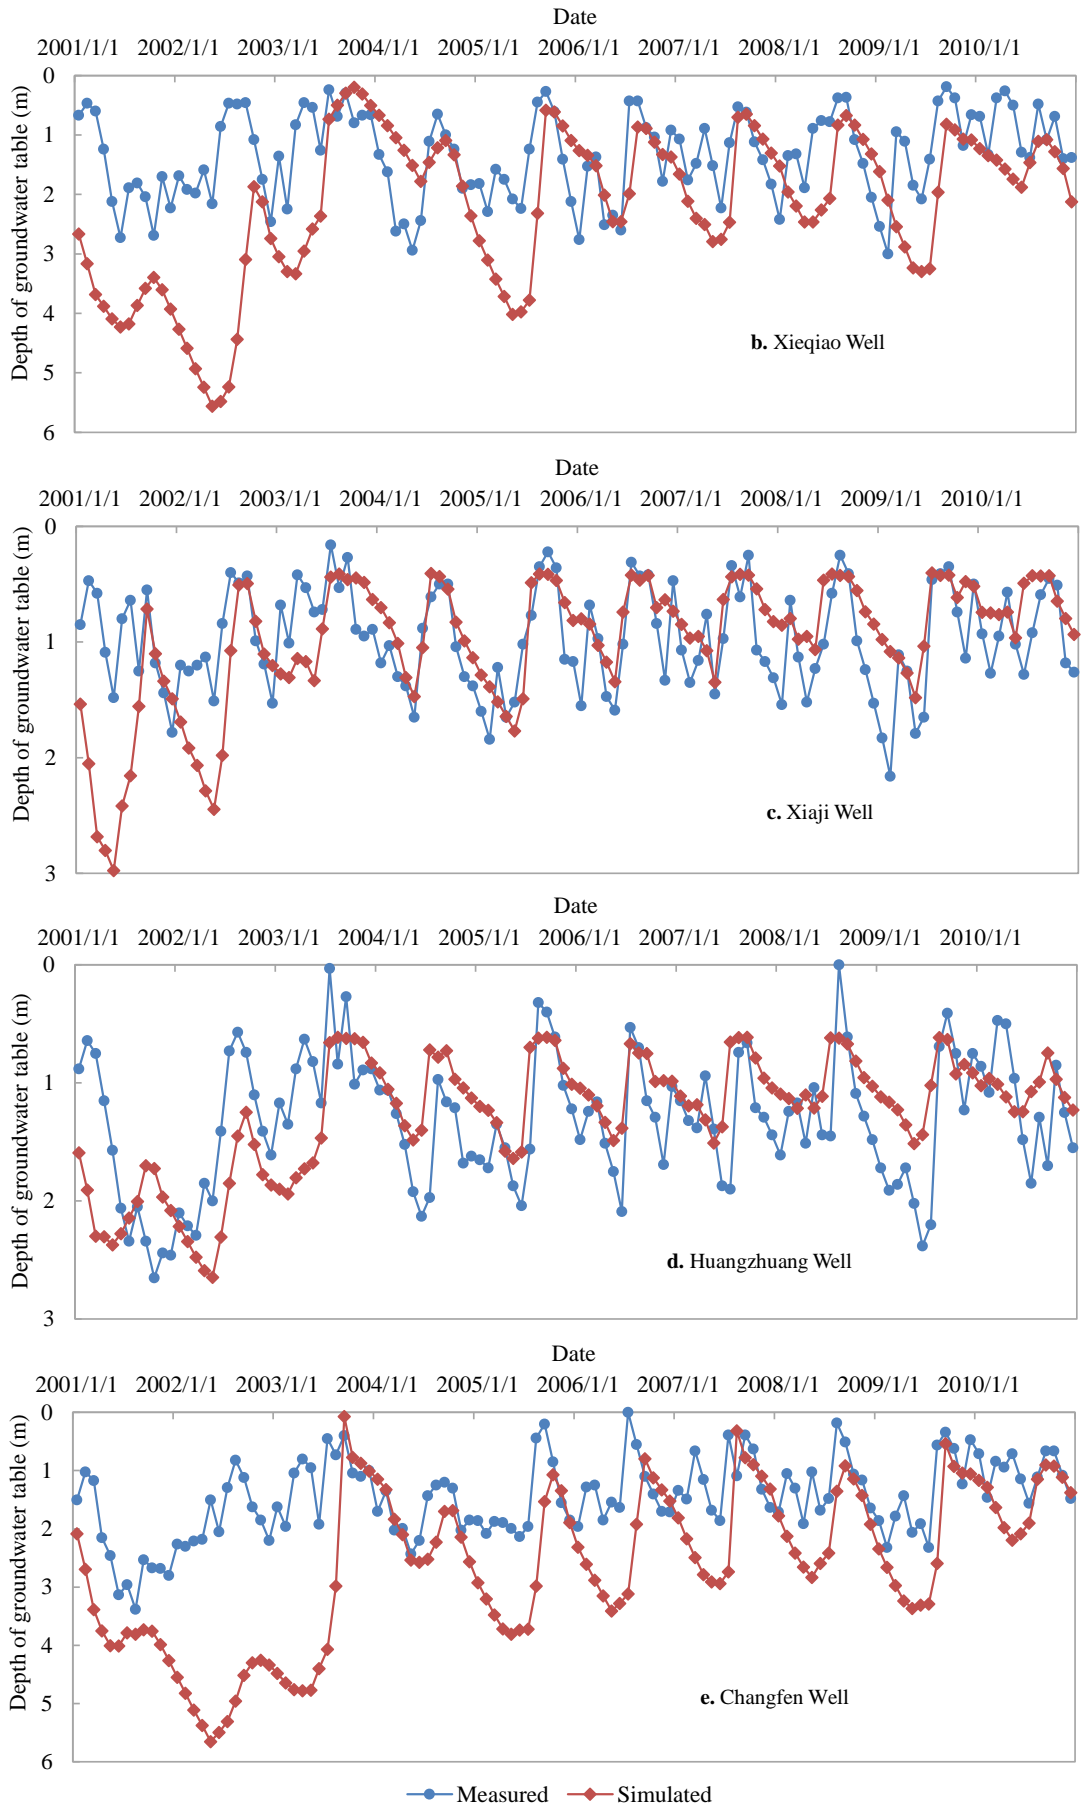 Date
2001/1/1 2002/1/1 2003/1/1 2004/1/1 2005/1/1 2006/1/1 2007/1/1 2008/1/1 2009/1/1 2010/1/1
Depth of groundwater table (m)
0
1
2
3
4
5
6
b. Xieqiao Well
Date
2001/1/1 2002/1/1 2003/1/1 2004/1/1 2005/1/1 2006/1/1 2007/1/1 2008/1/1 2009/1/1 2010/1/1
Depth of groundwater table (m)
0
1
2
3
c. Xiaji Well
Date
2001/1/1 2002/1/1 2003/1/1 2004/1/1 2005/1/1 2006/1/1 2007/1/1 2008/1/1 2009/1/1 2010/1/1
Depth of groundwater table (m)
0
1
2
3
d. Huangzhuang Well
Date
2001/1/1 2002/1/1 2003/1/1 2004/1/1 2005/1/1 2006/1/1 2007/1/1 2008/1/1 2009/1/1 2010/1/1
Depth of groundwater table (m)
0
1
2
3
4
5
6
e. Changfen Well
Measured Simulated